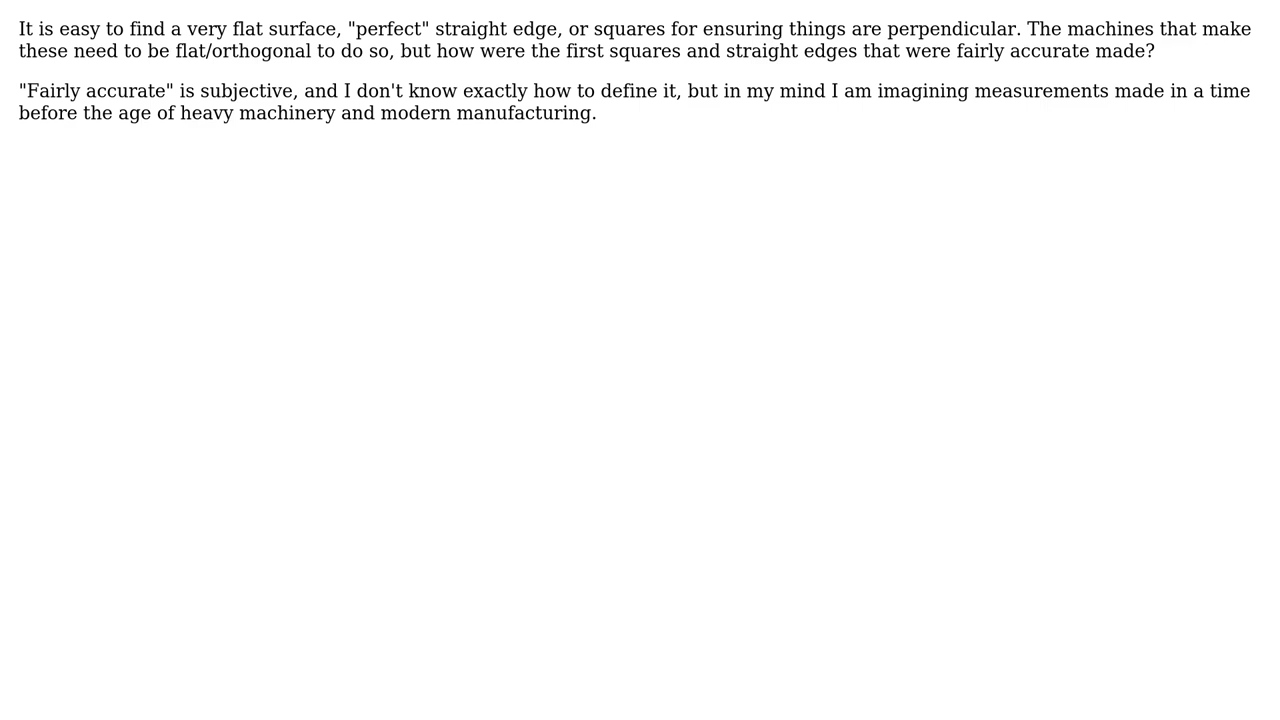 It is easy to find a very flat surface, "perfect" straight edge, or squares for ensuring things are perpendicular. The machines that make
these need to be flat/orthogonal to do so, but how were the first squares and straight edges that were fairly accurate made?
"Fairly accurate" is subjective, and I don't know exactly how to define it, but in my mind I am imagining measurements made in a time
before the age of heavy machinery and modern manufacturing.